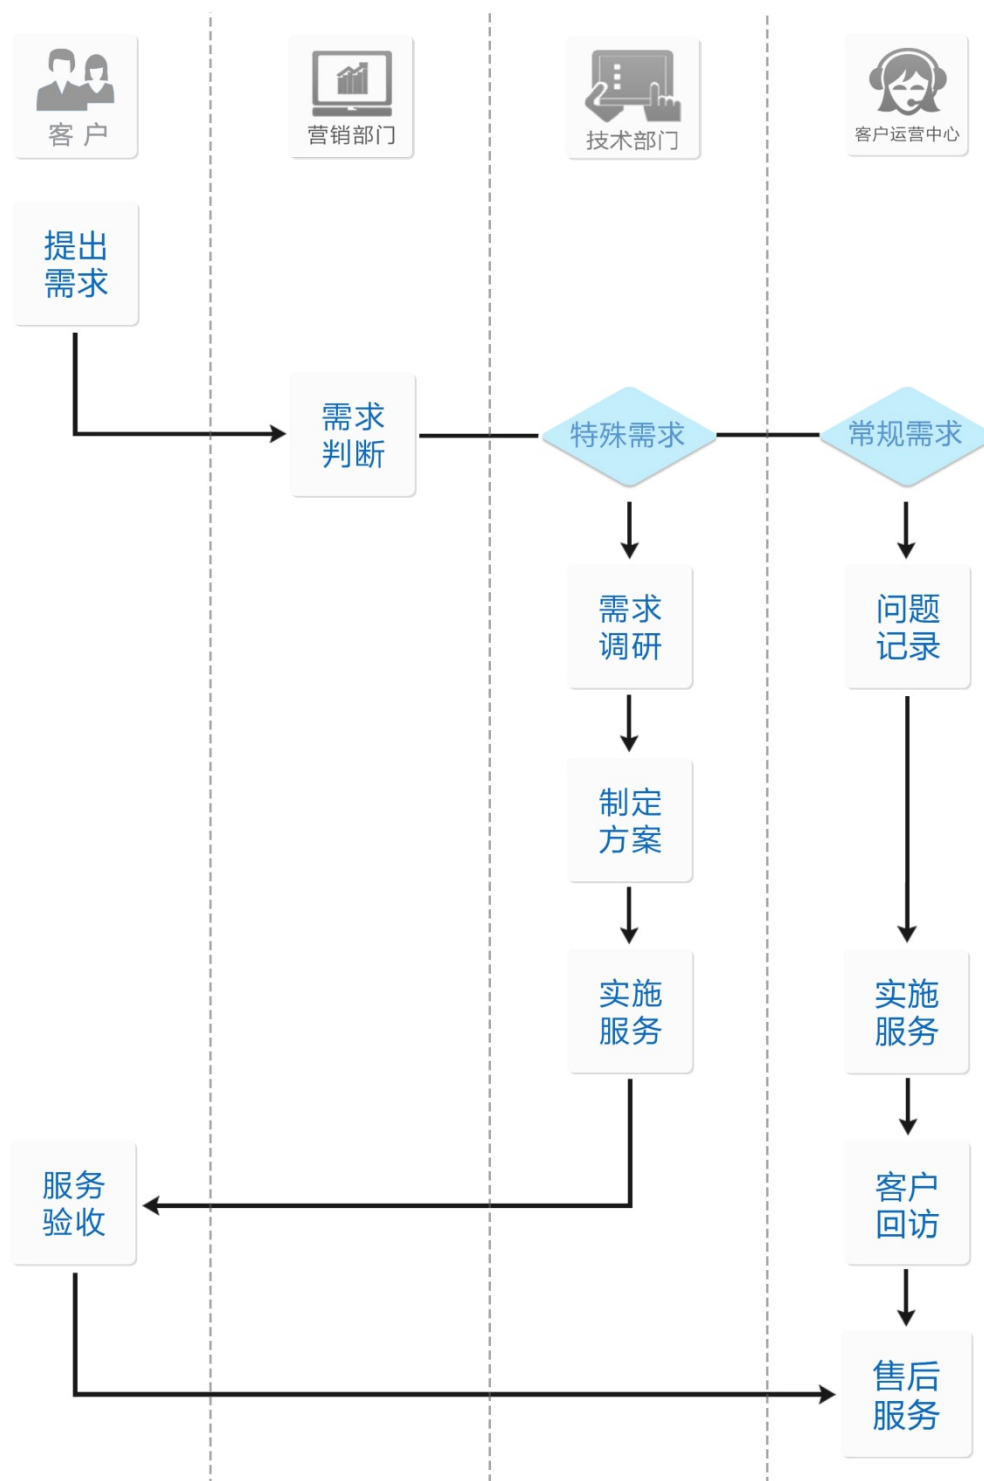 客户
营销部门
技术部门
客户运营中心
提出
需求
需求
判断
特殊需求
常规需求
需求
调研
问题
记录
制定
方案
实施
服务
实施
服务
服务
验收
客户
回访
售后
服务